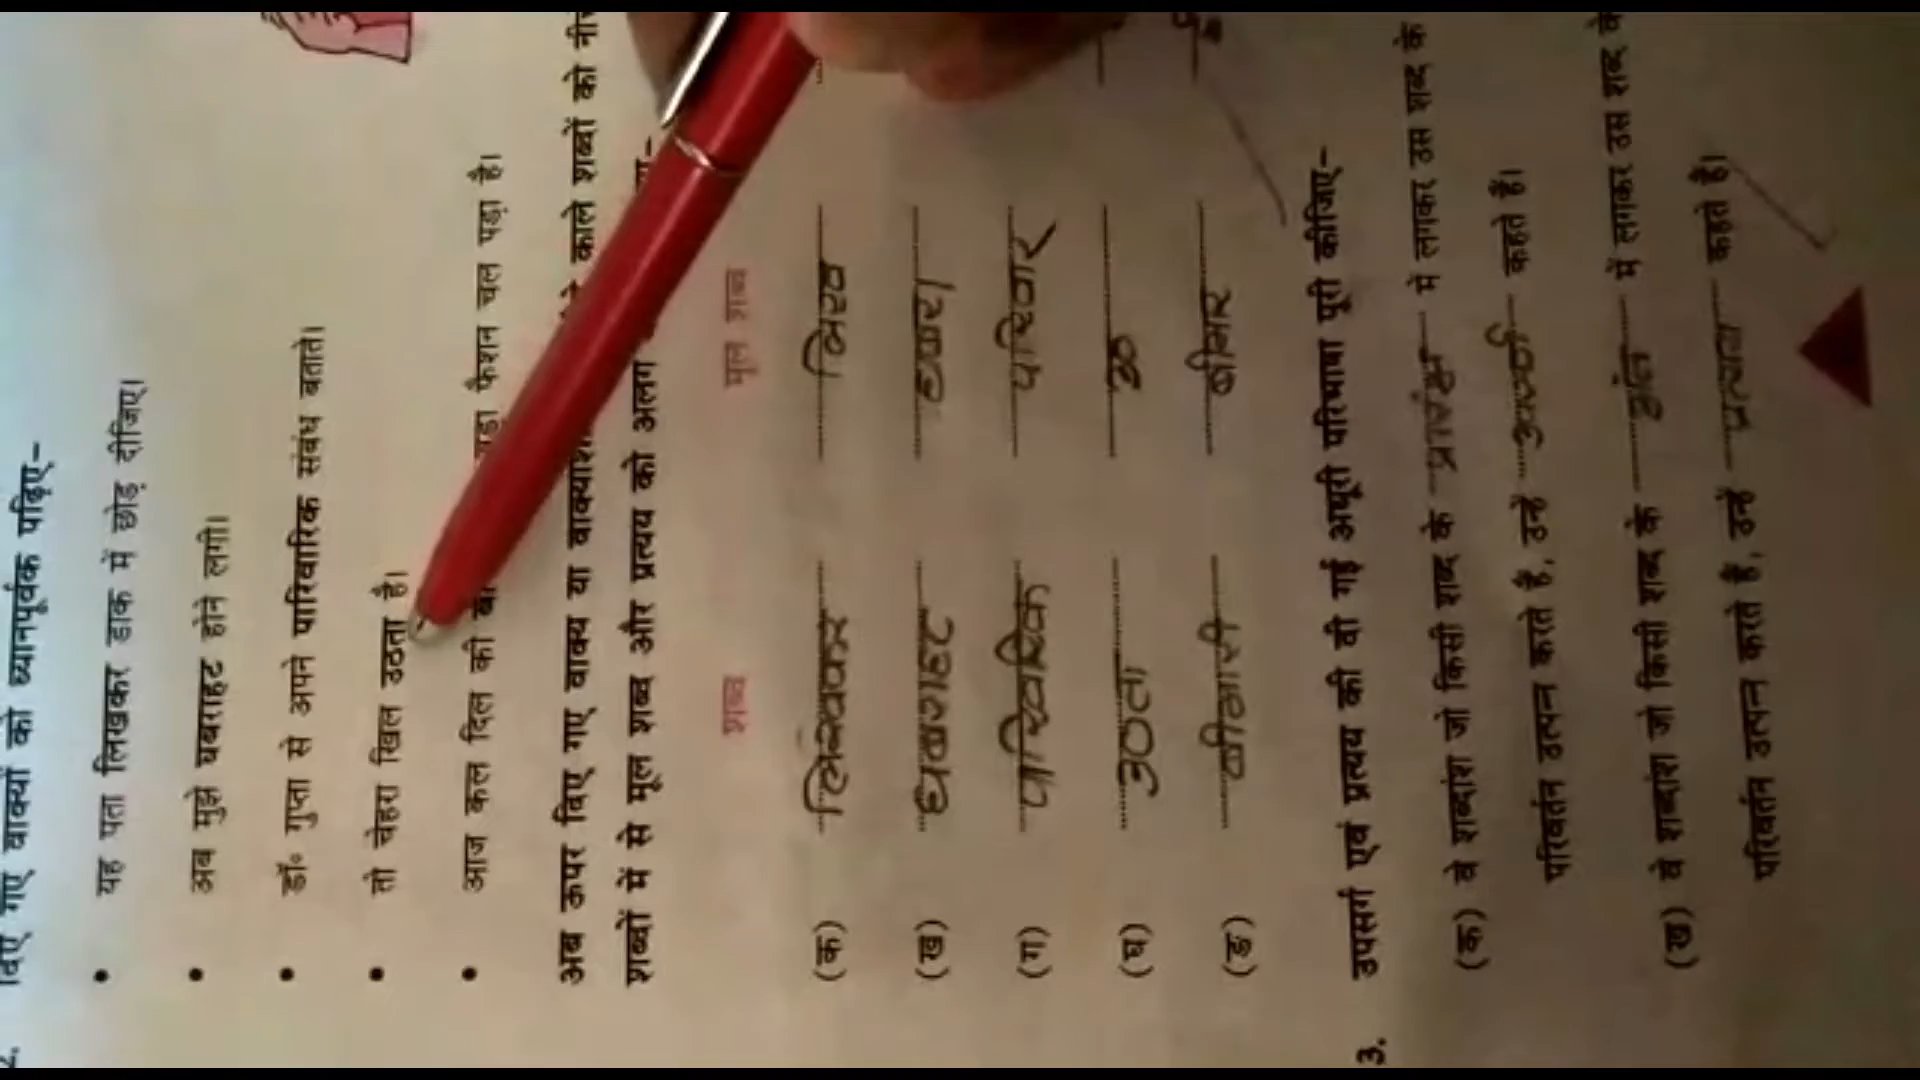 2. दिए गए वाक्यों को ध्यानपूर्वक पढ़िए–
• यह पता लिखकर डाक में छोड़ दीजिए।
• अब मुझे घबराहट होने लगी।
• डॉ॰ गुप्ता से अपने पारिवारिक संबंध बताते।
• तो चेहरा खिल उठता है।
• आज कल दिल की फैशन चल पड़ा है।
अब ऊपर दिए गए वाक्य या काले शब्दों को
शब्दों में से मूल शब्द और प्रत्यय को अलग
शब्द मूल शब्द
(क) लिखकर लिख
(ख) घबराहट घबरा
(ग) परिवारिक परिवार
(घ) उठता उठ
(ङ) बीमारी बीमार
3. उपसर्ग एवं प्रत्यय की दी गई अधूरी परिभाषा पूरी कीजिए–
(क) वे शब्दांश जो किसी शब्द के प्रारंभ में लगकर उस शब्द के
परिवर्तन उत्पन्न करते हैं, उन्हें उपसर्ग कहते हैं।
(ख) वे शब्दांश जो किसी शब्द के अंत में लगकर उस शब्द के
परिवर्तन उत्पन्न करते हैं, उन्हें प्रत्यय कहते हैं।